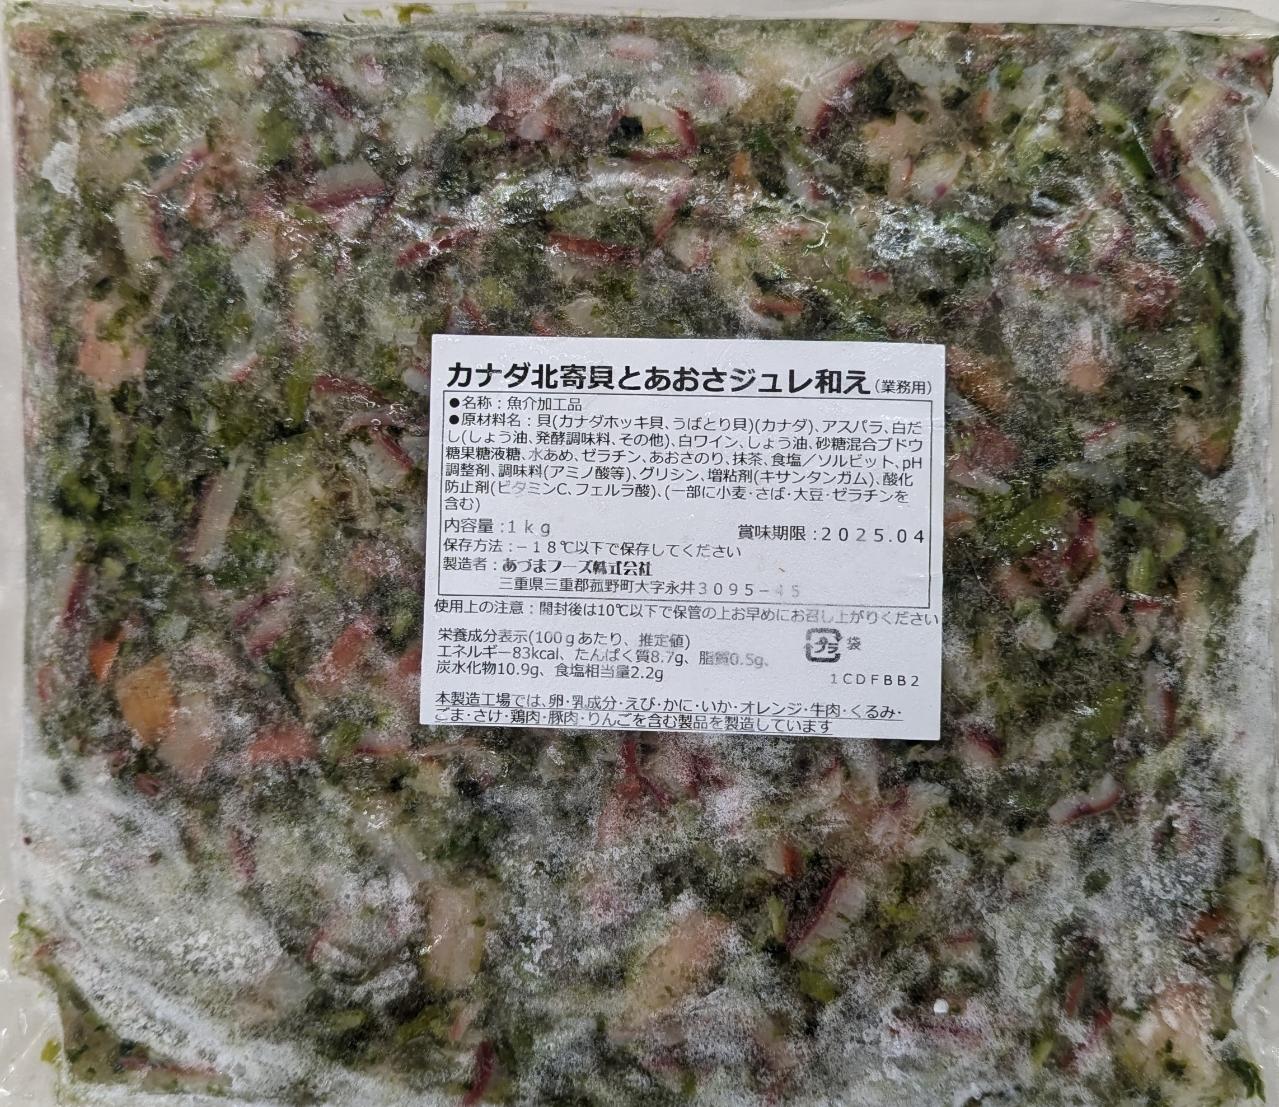 カナダ北寄貝とあおさジュレ和え(業務用)
●名称:魚介加工品
●原材料名:貝(カナダホッキ貝、うばとり貝)(カナダ)、アスパラ、白だ
し(しょう油、発酵調味料、その他)、白ワイン、しょう油、砂糖混合ブドウ
糖果糖液糖、水あめ、ゼラチン、あおさのり、抹茶、食塩/ソルビット、pH
調整剤、調味料(アミノ酸等)、グリシン、増粘剤(キサンタンガム)、酸化
防止剤(ビタミンC、フェルラ酸)、(一部に小麦・さば・大豆・ゼラチンを
含む)
内容量:1kg 賞味期限:2025.04
保存方法:-18℃以下で保存してください
製造者:あづまフーズ株式会社
三重県三重郡菰野町大字永井3095-45
使用上の注意:開封後は10℃以下で保管の上お早めにお召し上がりください
栄養成分表示(100gあたり、推定値)
エネルギー83kcal、たんぱく質8.7g、脂質0.5g、
炭水化物10.9g、食塩相当量2.2g
プラ 袋
1CDFBB2
本製造工場では、卵・乳成分・えび・かに・いか・オレンジ・牛肉・くるみ・
ごま・さけ・鶏肉・豚肉・りんごを含む製品を製造しています